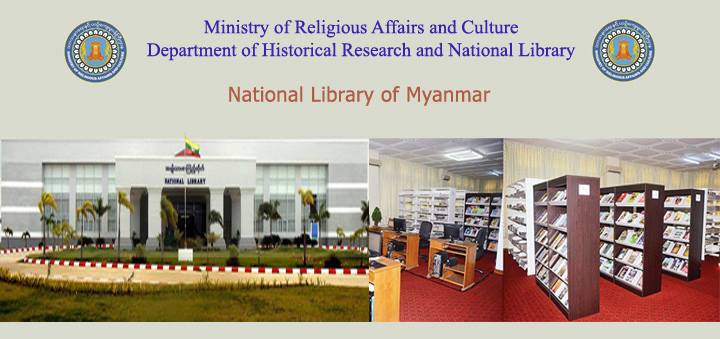 Ministry of Religious Affairs and Culture
Department of Historical Research and National Library
National Library of Myanmar
NATIONAL LIBRARY